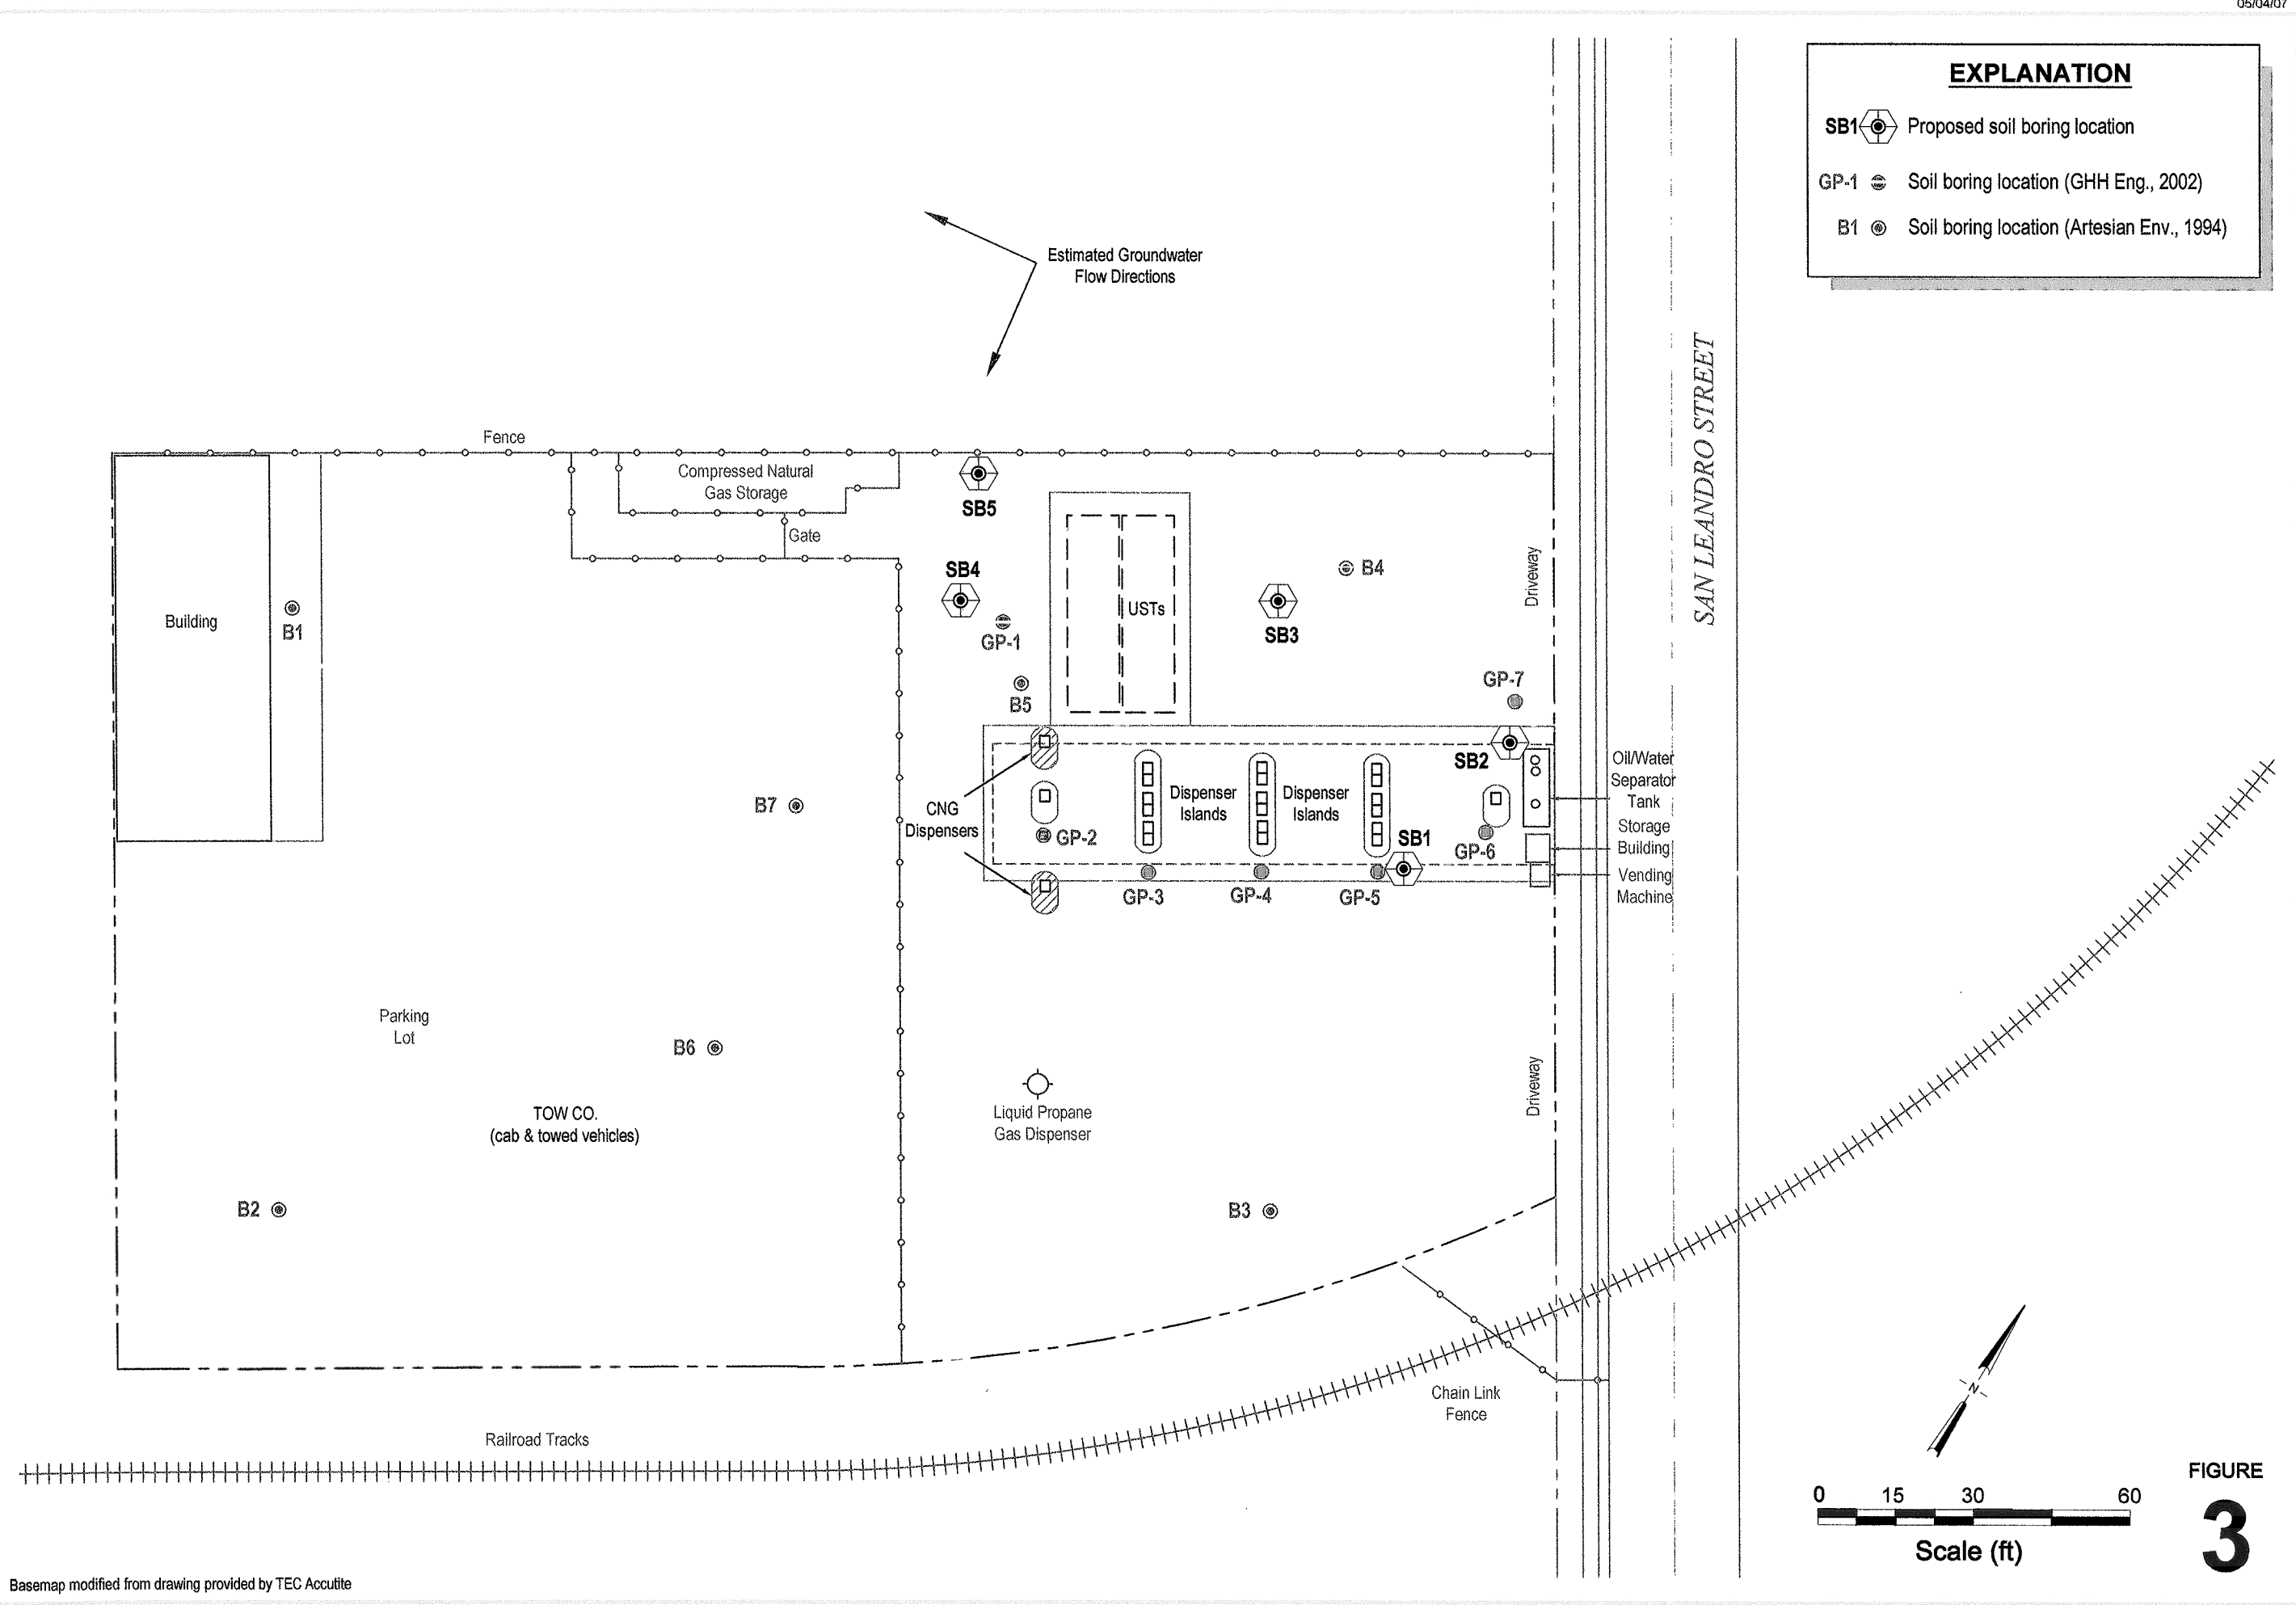 05/04/07
EXPLANATION
SB1 Proposed soil boring location
GP-1 Soil boring location (GHH Eng., 2002)
B1 Soil boring location (Artesian Env., 1994)
Estimated Groundwater
Flow Directions
SAN LEANDRO STREET
Fence
Compressed Natural
Gas Storage
Gate
SB5
SB4
GP-1
B5
USTs
B4
SB3
Driveway
GP-7
Building
B1
SB2
Oil/Water
Separator
Tank
Storage
Building
Vending
Machine
B7
CNG
Dispensers
GP-2
Dispenser
Islands
Dispenser
Islands
SB1
GP-6
GP-3
GP-4
GP-5
Parking
Lot
B6
TOW CO.
(cab & towed vehicles)
Liquid Propane
Gas Dispenser
Driveway
B2
B3
Chain Link
Fence
Railroad Tracks
N
0 15 30 60
Scale (ft)
FIGURE
3
Basemap modified from drawing provided by TEC Accutite